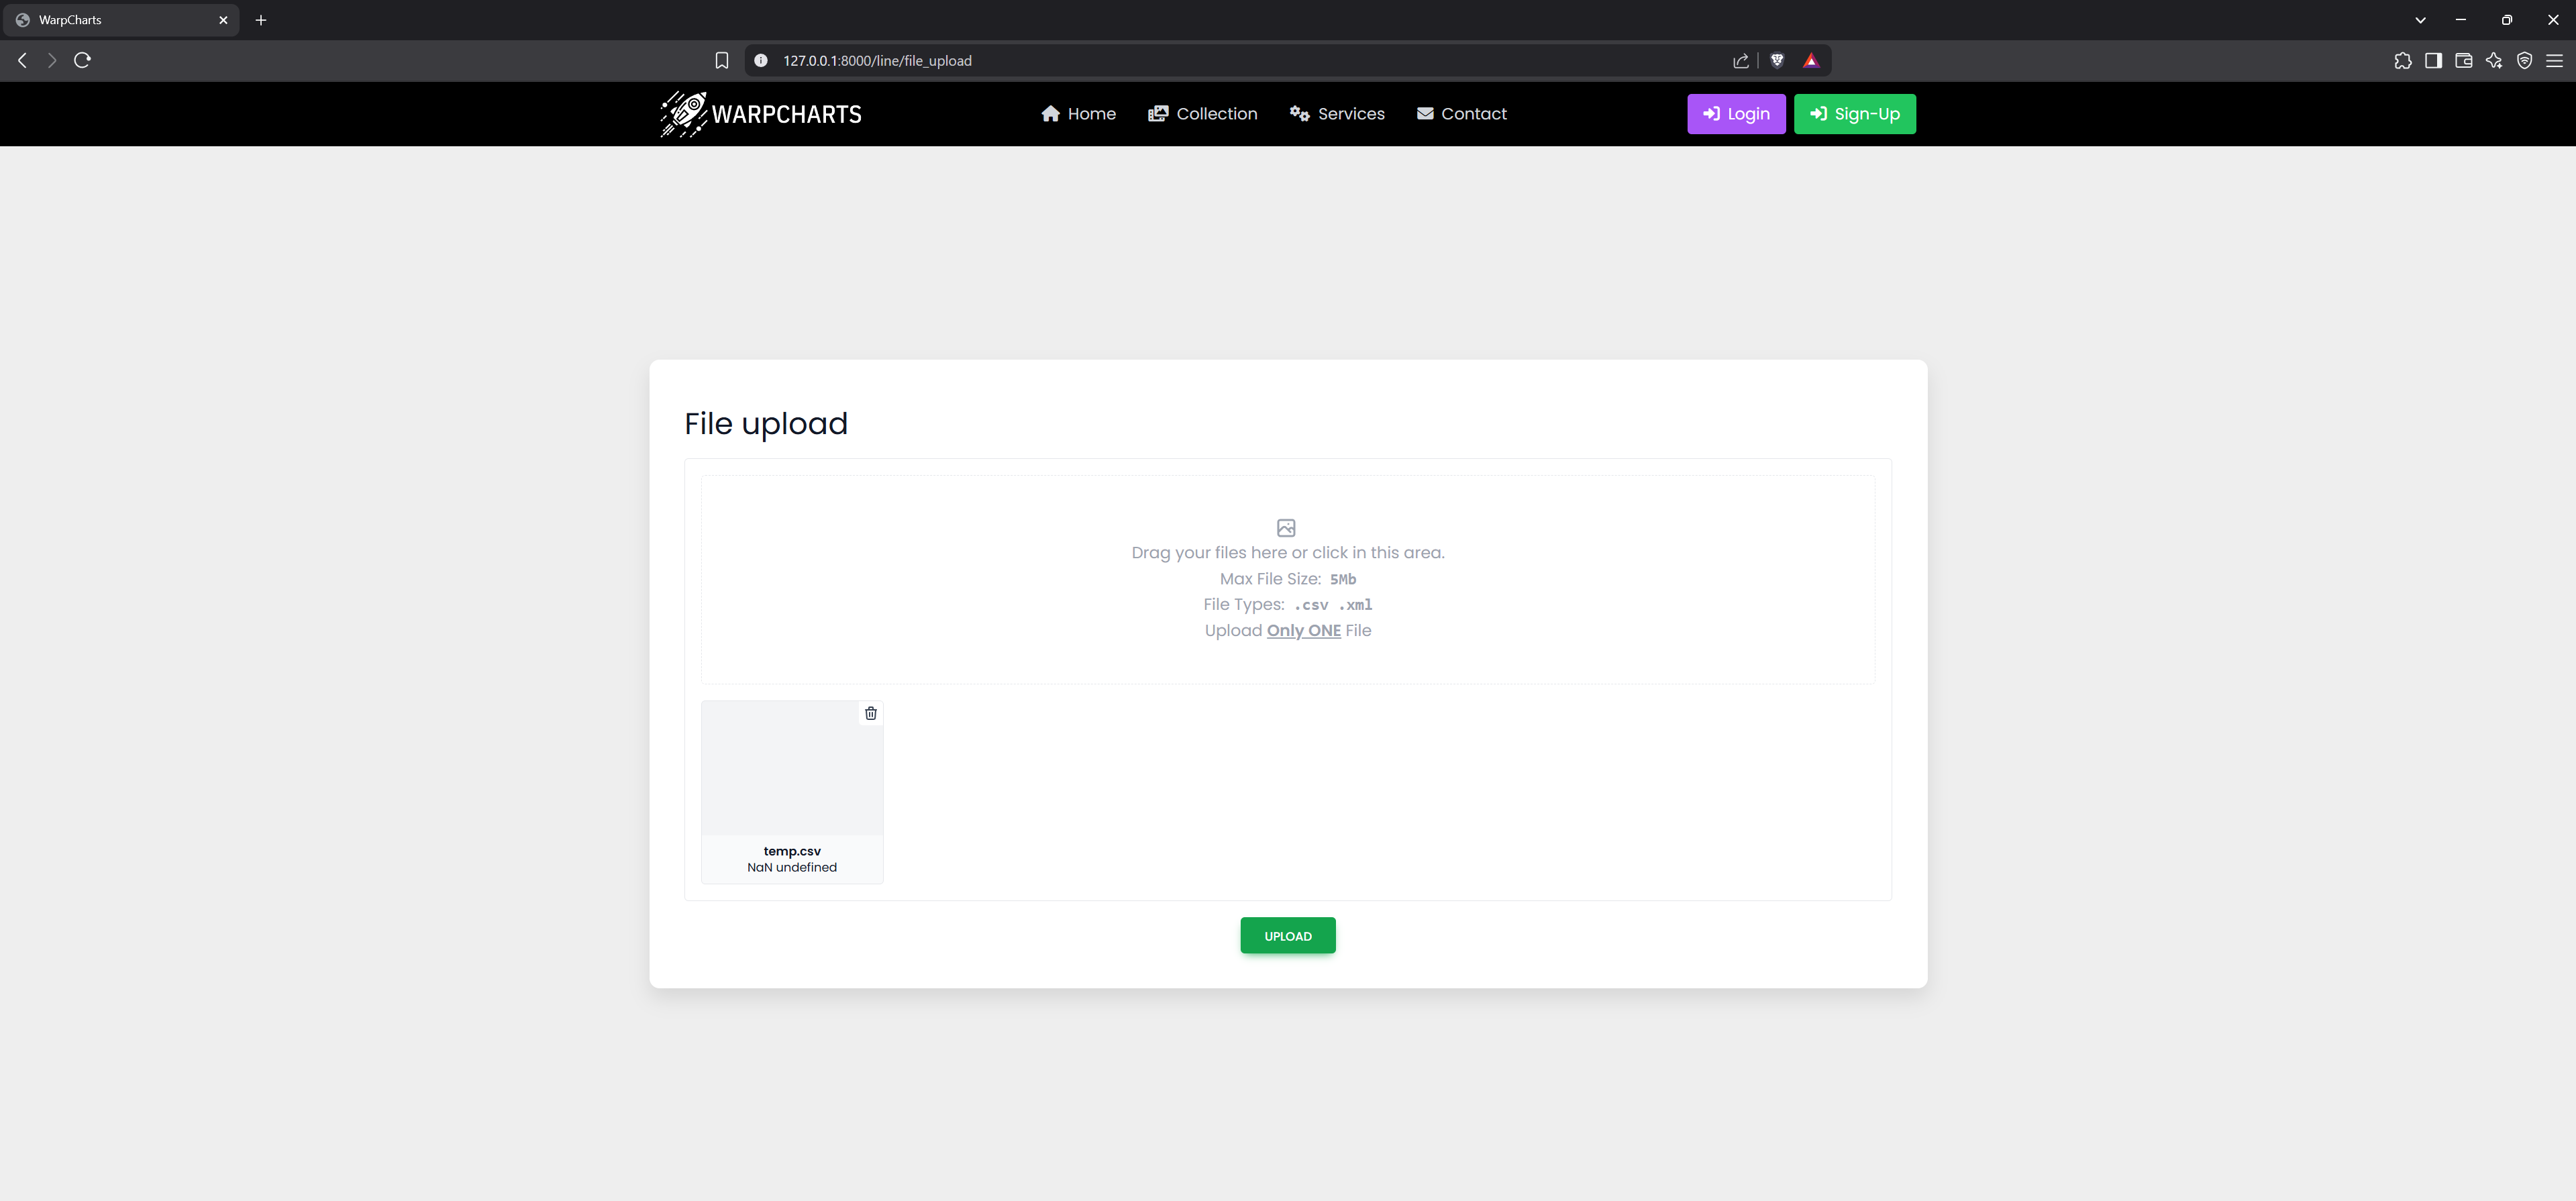 WarpCharts
127.0.0.1:8000/line/file_upload
WARPCHARTS
Home
Collection
Services
Contact
Login
Sign-Up
File upload
Drag your files here or click in this area.
Max File Size: 5Mb
File Types: .csv .xml
Upload Only ONE File
temp.csv
NaN undefined
UPLOAD